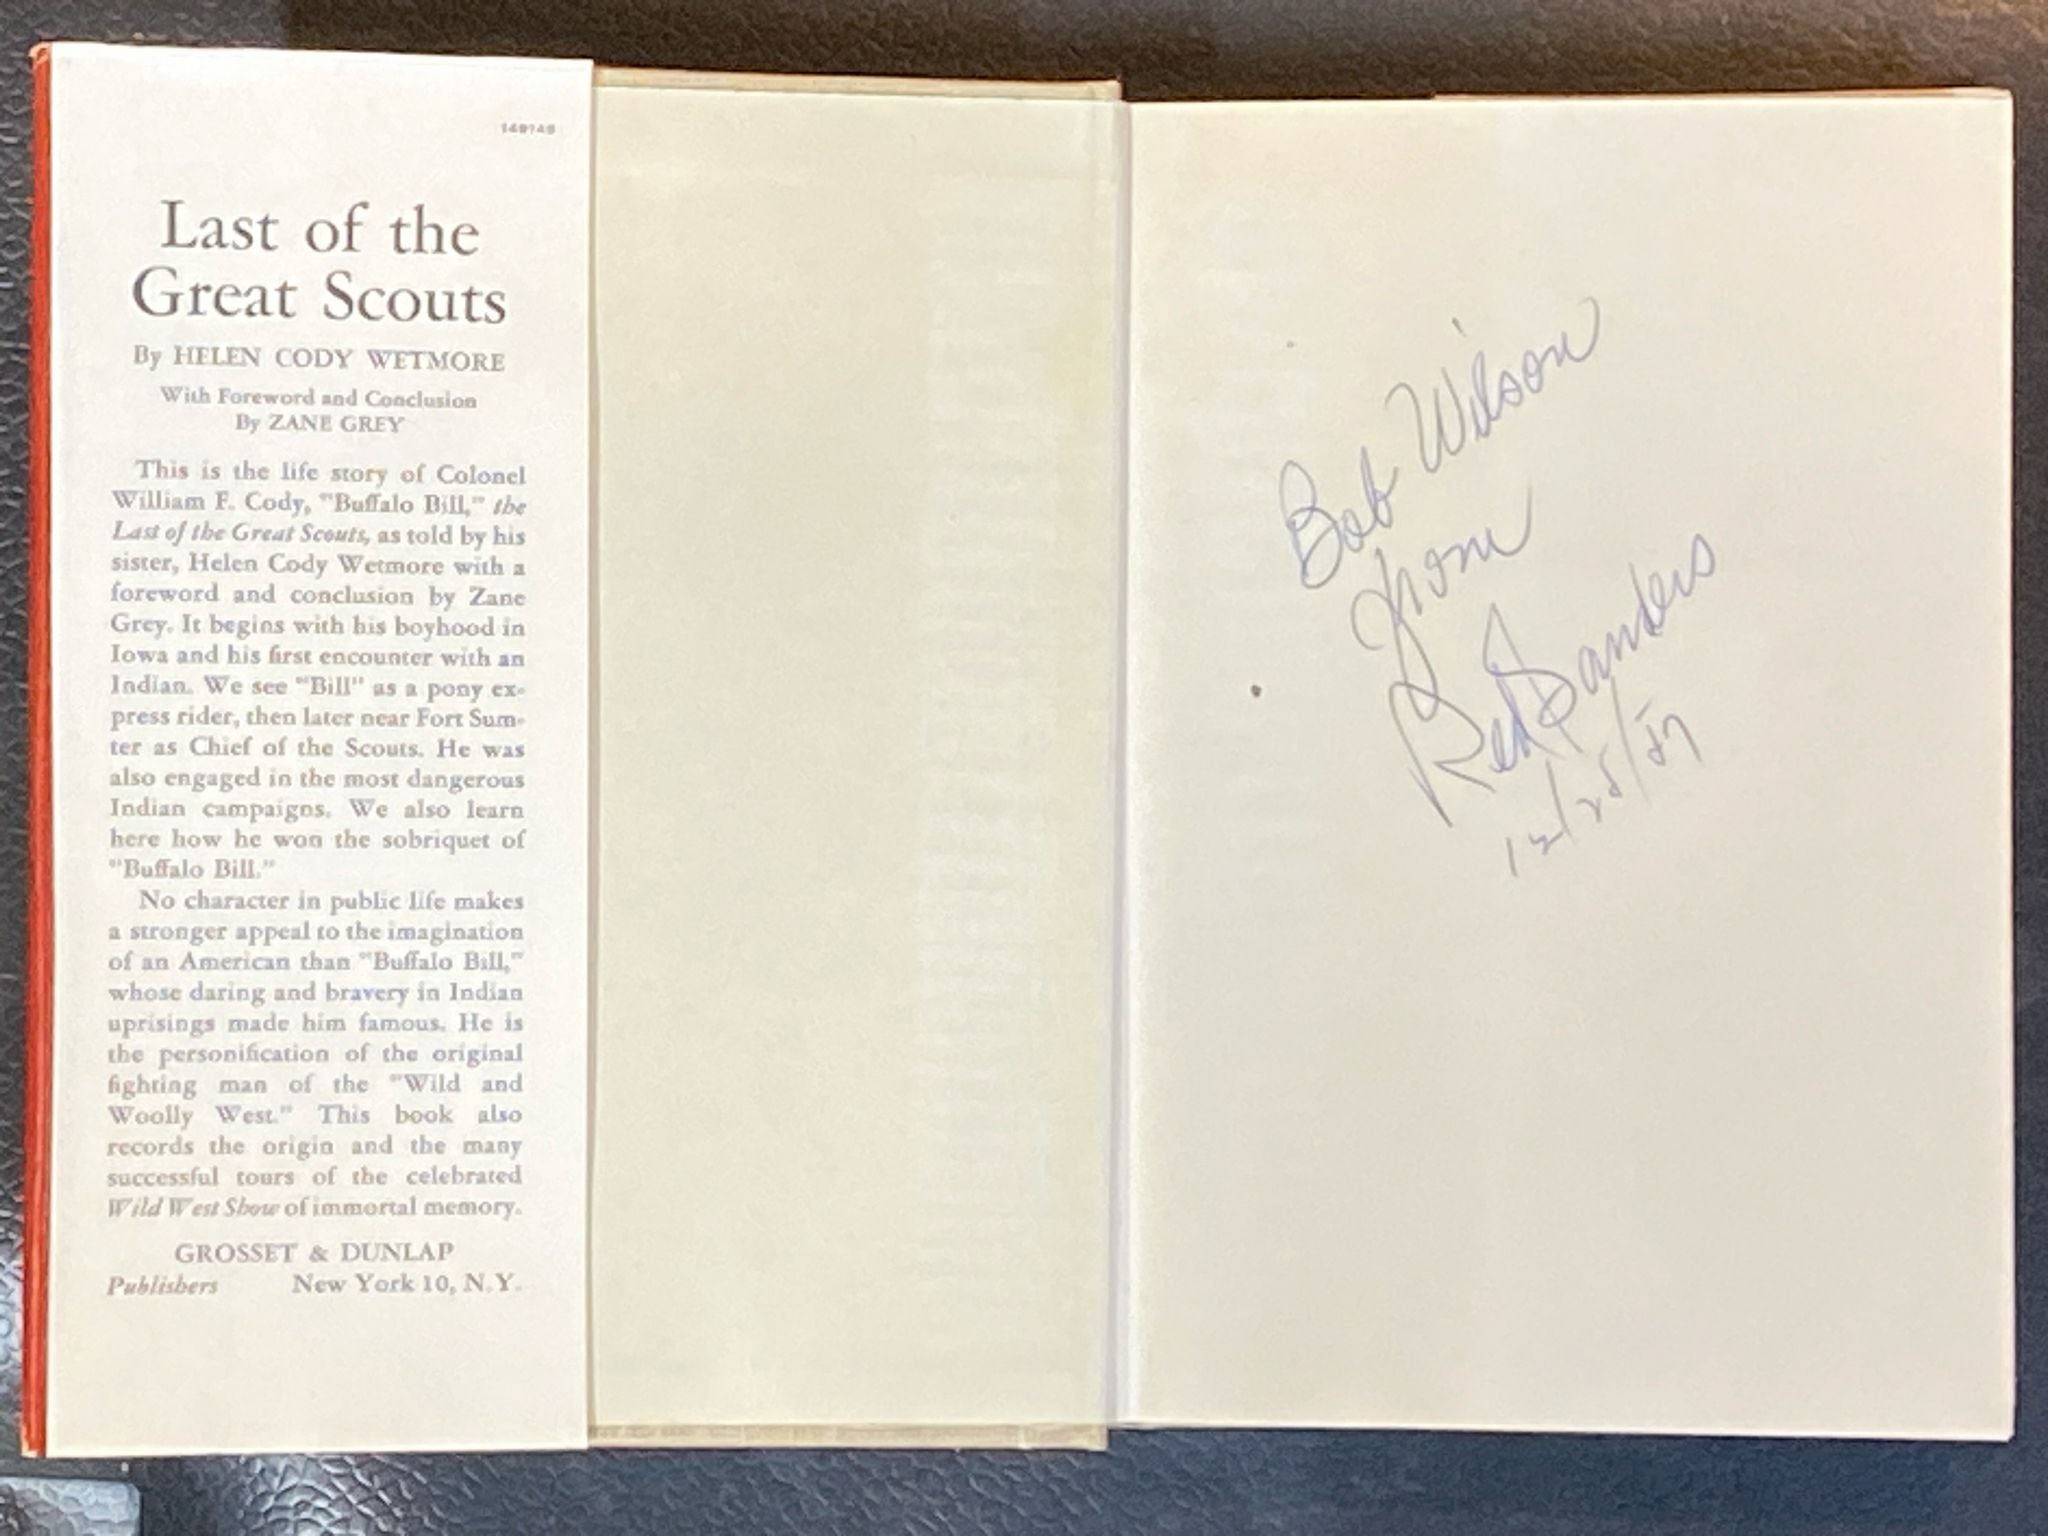 Last of the
Great Scouts
By HELEN CODY WETMORE
With Foreword and Conclusion
By ZANE GREY
This is the life story of Colonel
William F. Cody, "Buffalo Bill," the
Last of the Great Scouts, as told by his
sister, Helen Cody Wetmore with a
foreword and conclusion by Zane
Grey. It begins with his boyhood in
Iowa and his first encounter with an
Indian. We see "Bill" as a pony ex-
press rider, then later near Fort Sum-
ter as Chief of the Scouts. He was
also engaged in the most dangerous
Indian campaigns. We also learn
here how he won the sobriquet of
"Buffalo Bill."
No character in public life makes
a stronger appeal to the imagination
of an American than "Buffalo Bill,"
whose daring and bravery in Indian
uprisings made him famous. He is
the personification of the original
fighting man of the "Wild and
Woolly West." This book also
records the origin and the many
successful tours of the celebrated
Wild West Show of immortal memory.
GROSSET & DUNLAP
Publishers New York 10, N.Y.
Bob Wilson
From
Sanders
12/25/57